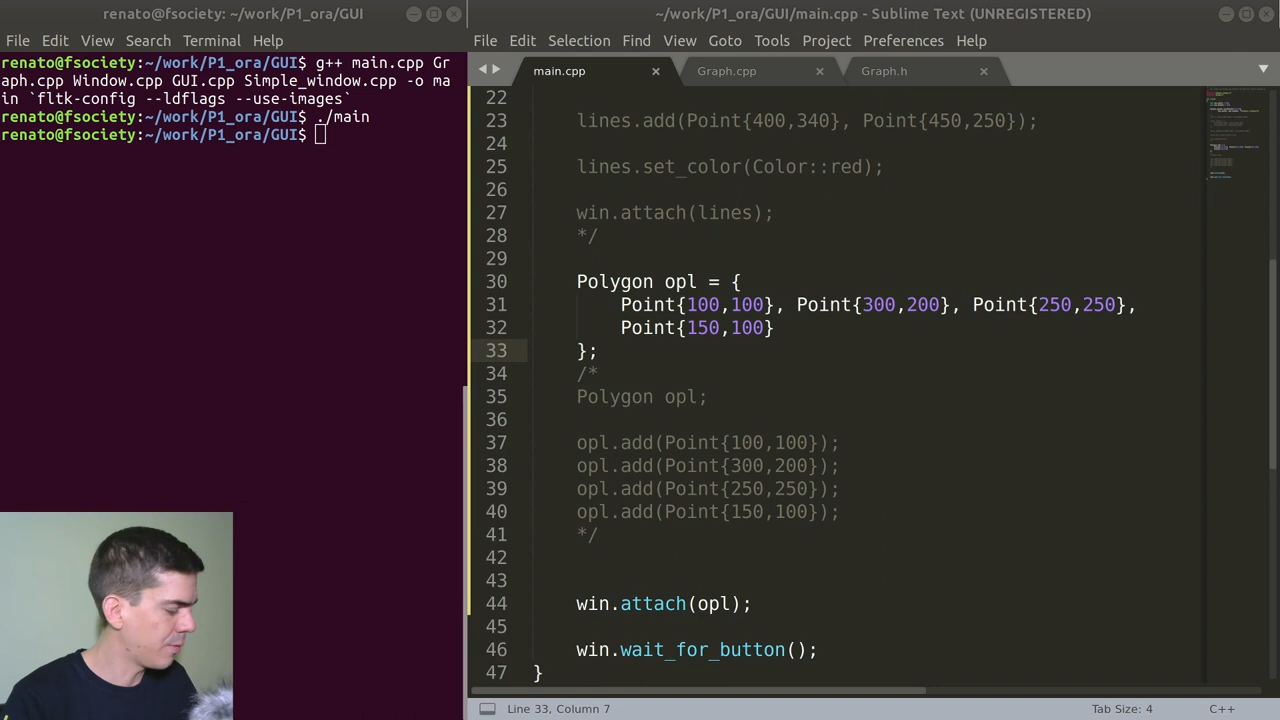 renato@fsociety: ~/work/P1_ora/GUI
File Edit View Search Terminal Help
renato@fsociety:~/work/P1_ora/GUI$ g++ main.cpp Gr
aph.cpp Window.cpp GUI.cpp Simple_window.cpp -o ma
in `fltk-config --ldflags --use-images`
renato@fsociety:~/work/P1_ora/GUI$ ./main
renato@fsociety:~/work/P1_ora/GUI$
~/work/P1_ora/GUI/main.cpp - Sublime Text (UNREGISTERED)
File Edit Selection Find View Goto Tools Project Preferences Help
main.cpp Graph.cpp Graph.h
22
23 lines.add(Point{400,340}, Point{450,250});
24
25 lines.set_color(Color::red);
26
27 win.attach(lines);
28 */
29
30 Polygon opl = {
31 Point{100,100}, Point{300,200}, Point{250,250},
32 Point{150,100}
33 };
34 /*
35 Polygon opl;
36
37 opl.add(Point{100,100});
38 opl.add(Point{300,200});
39 opl.add(Point{250,250});
40 opl.add(Point{150,100});
41 */
42
43
44 win.attach(opl);
45
46 win.wait_for_button();
47 }
Line 33, Column 7 Tab Size: 4 C++